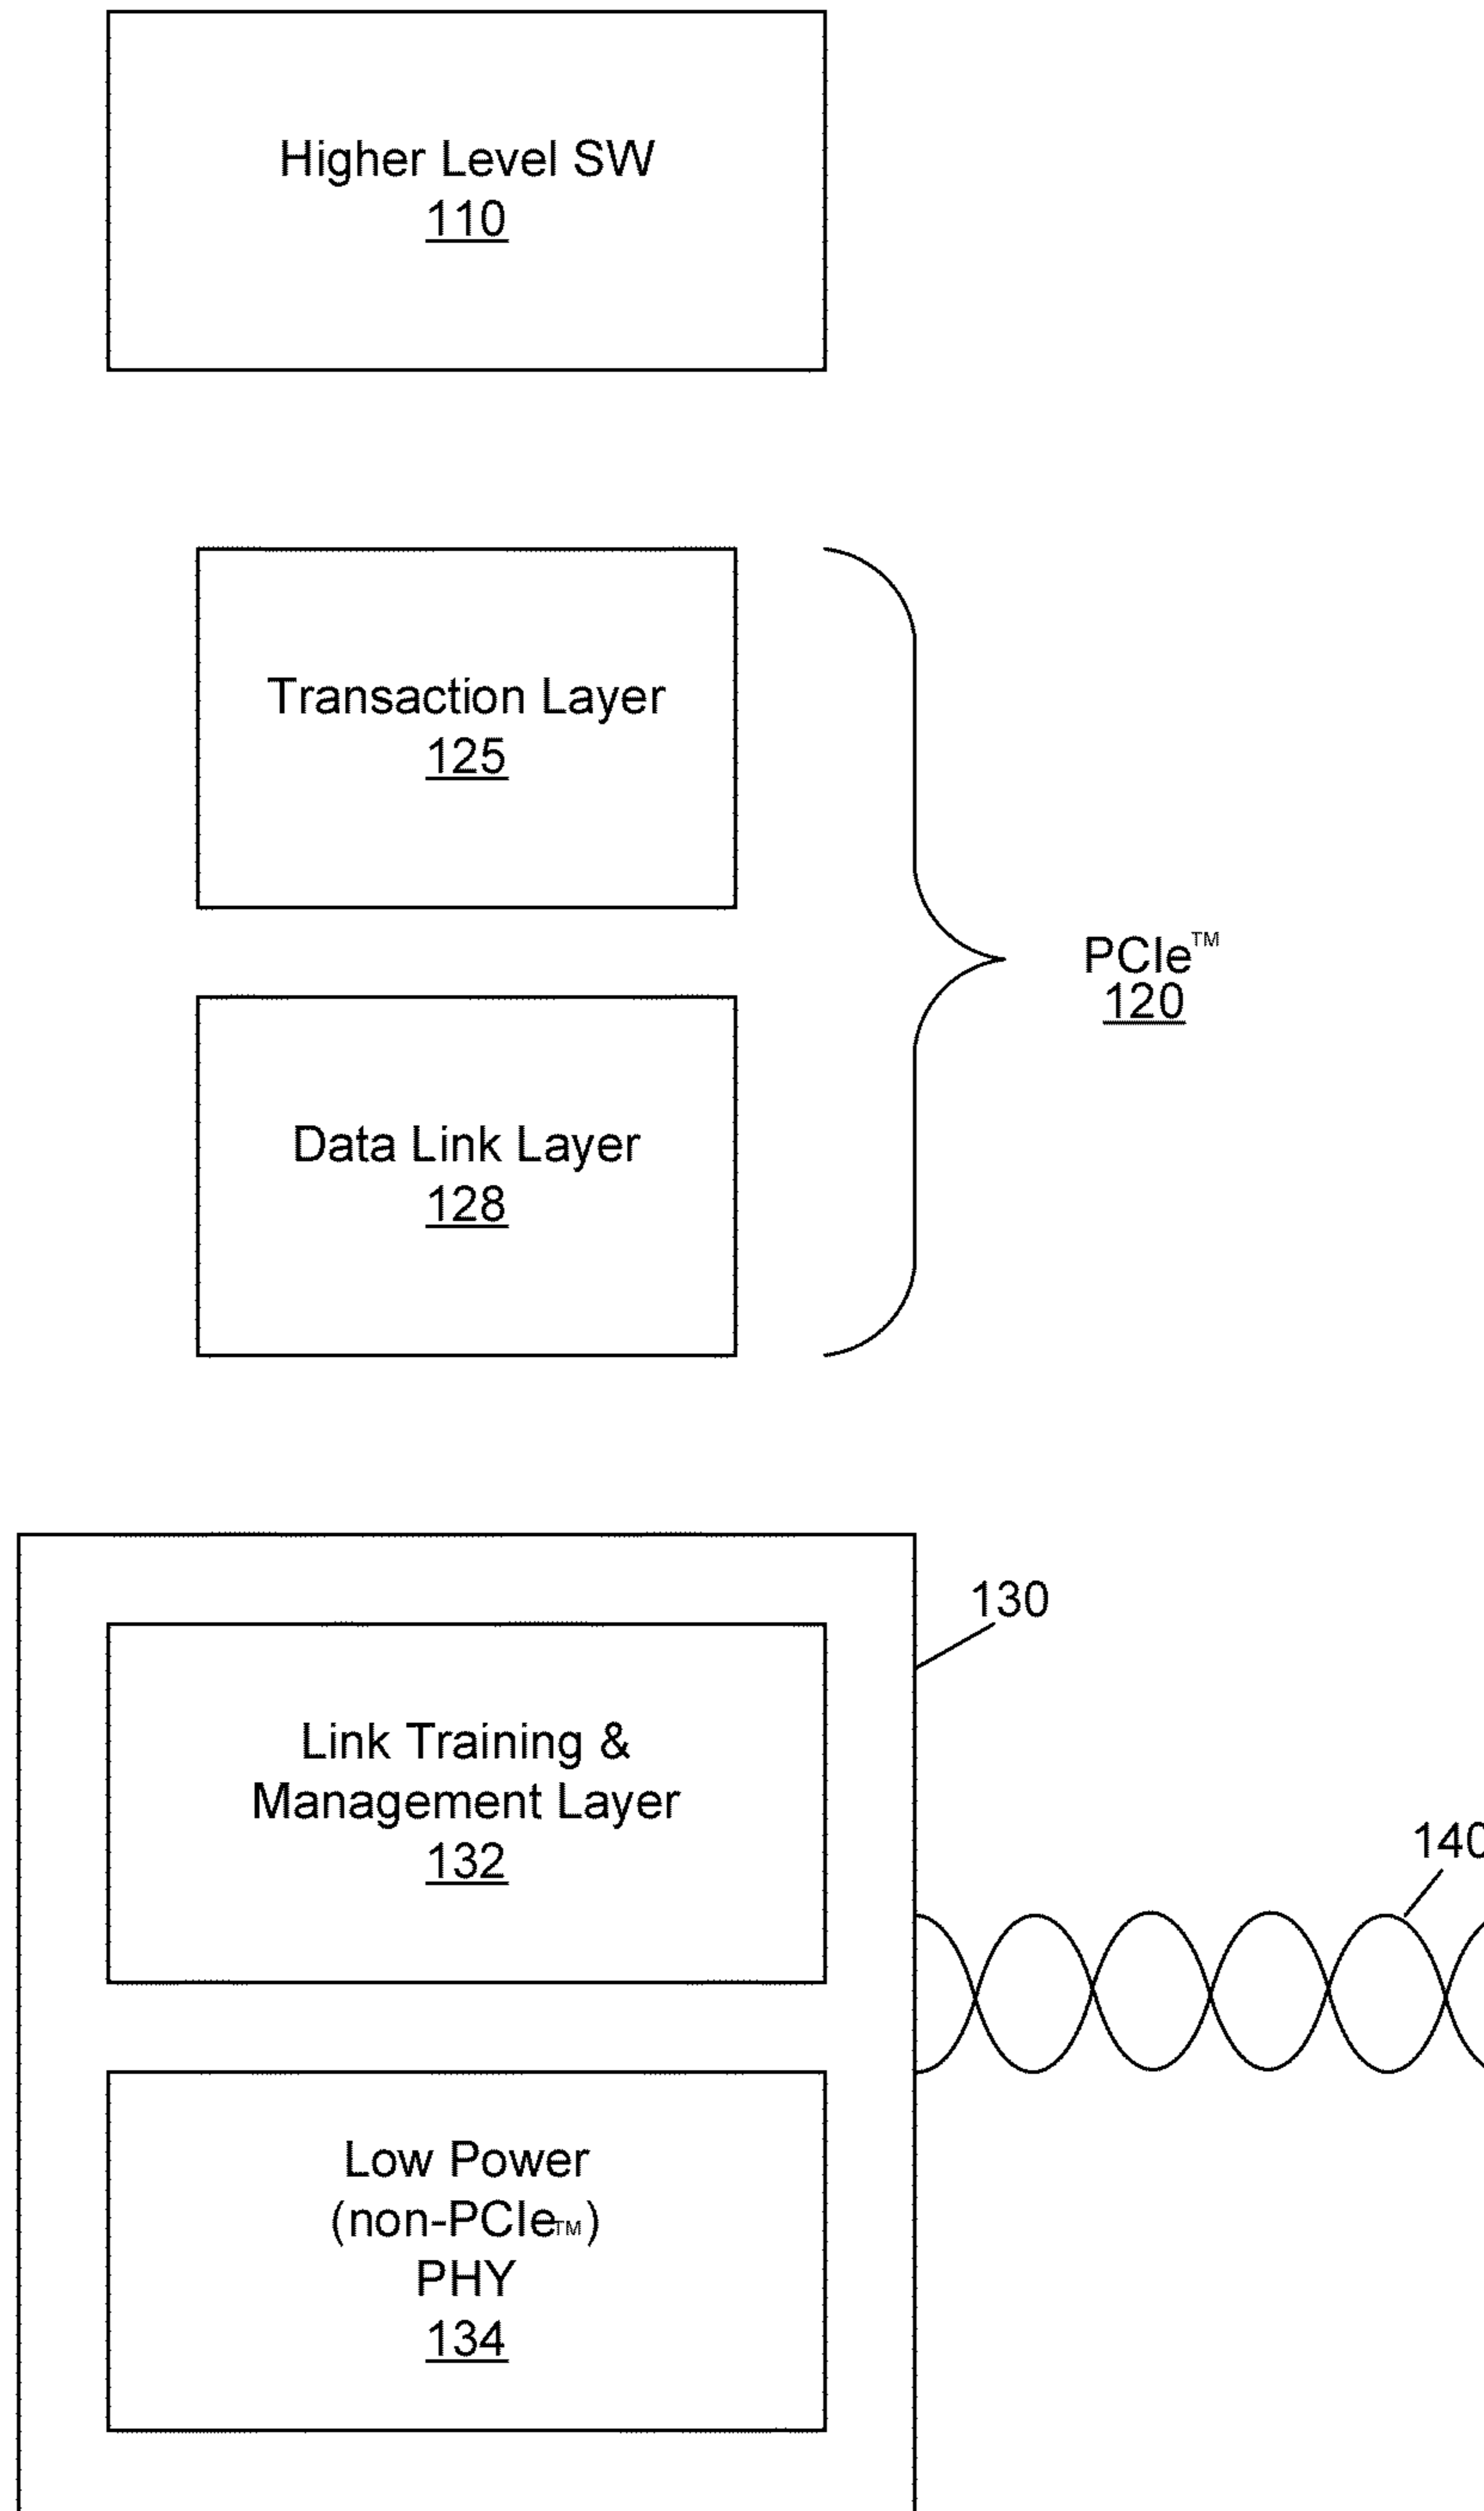 Higher Level SW
110
Transaction Layer
125
PCIe™
120
Data Link Layer
128
130
Link Training &
Management Layer
132
140
Low Power
(non-PCIe™)
PHY
134